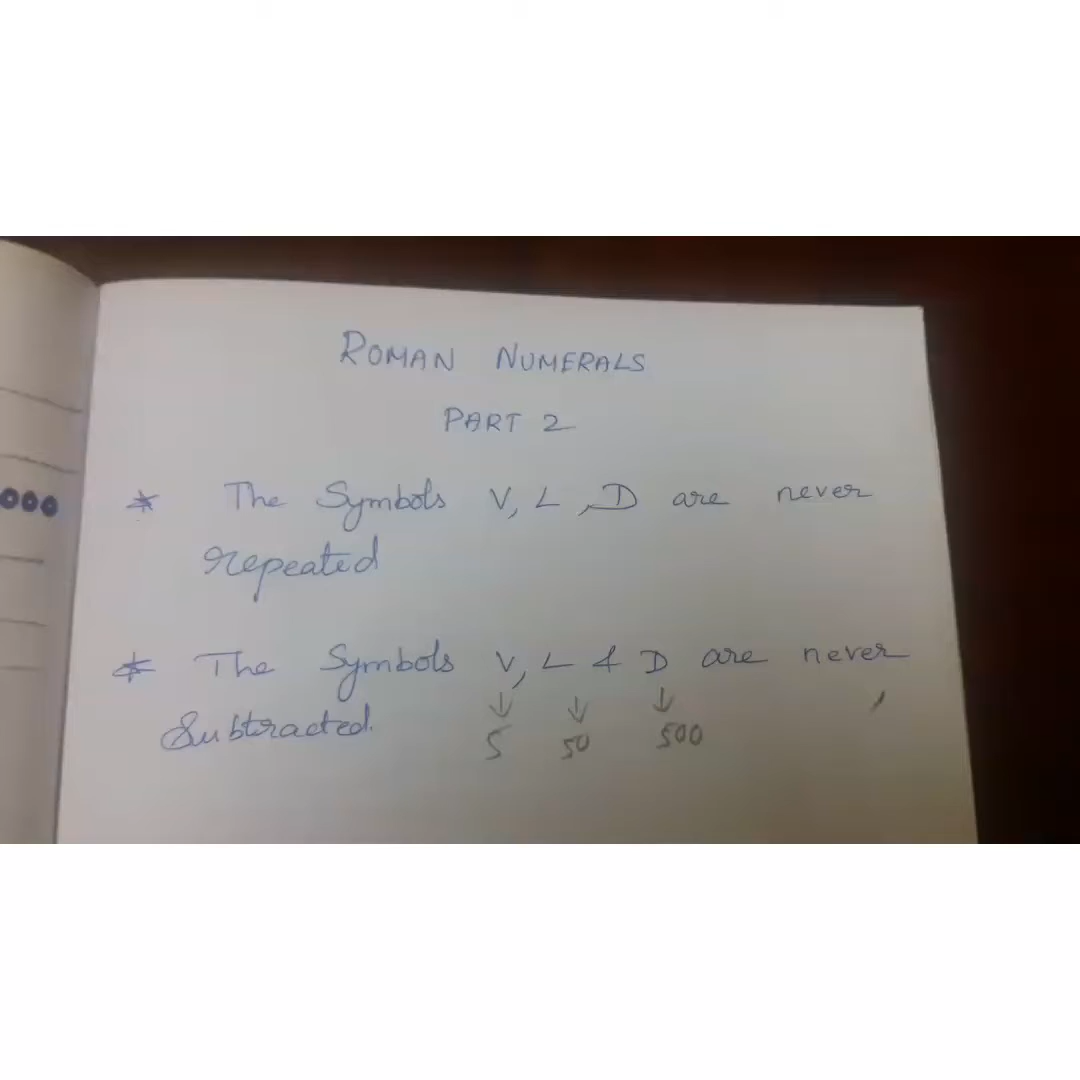 ROMAN NUMERALS
PART 2
* The Symbols V, L, D are never
repeated
* The Symbols V, L & D are never
Subtracted.
↓ ↓ ↓
5 50 500